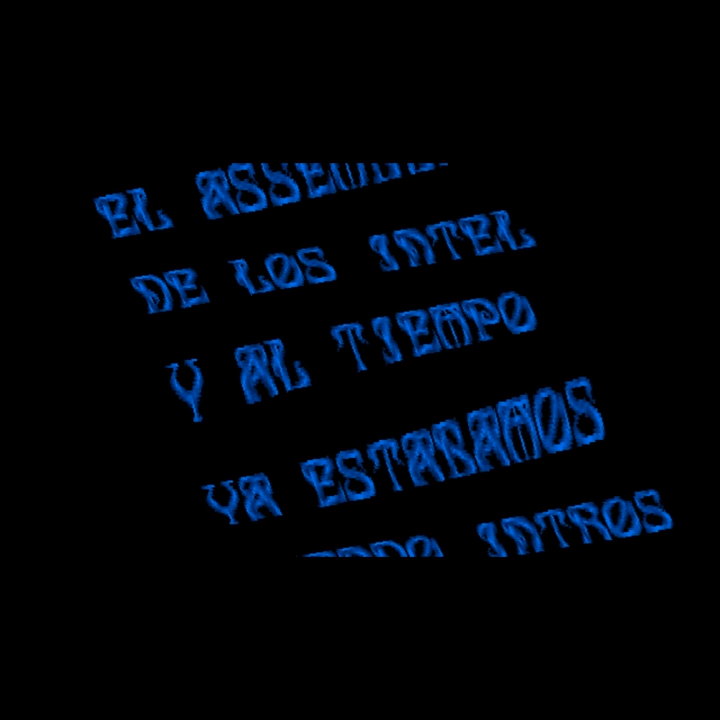 EL
DE LOS INTEL
Y AL TIEMPO
YA ESTABAMOS
INTROS